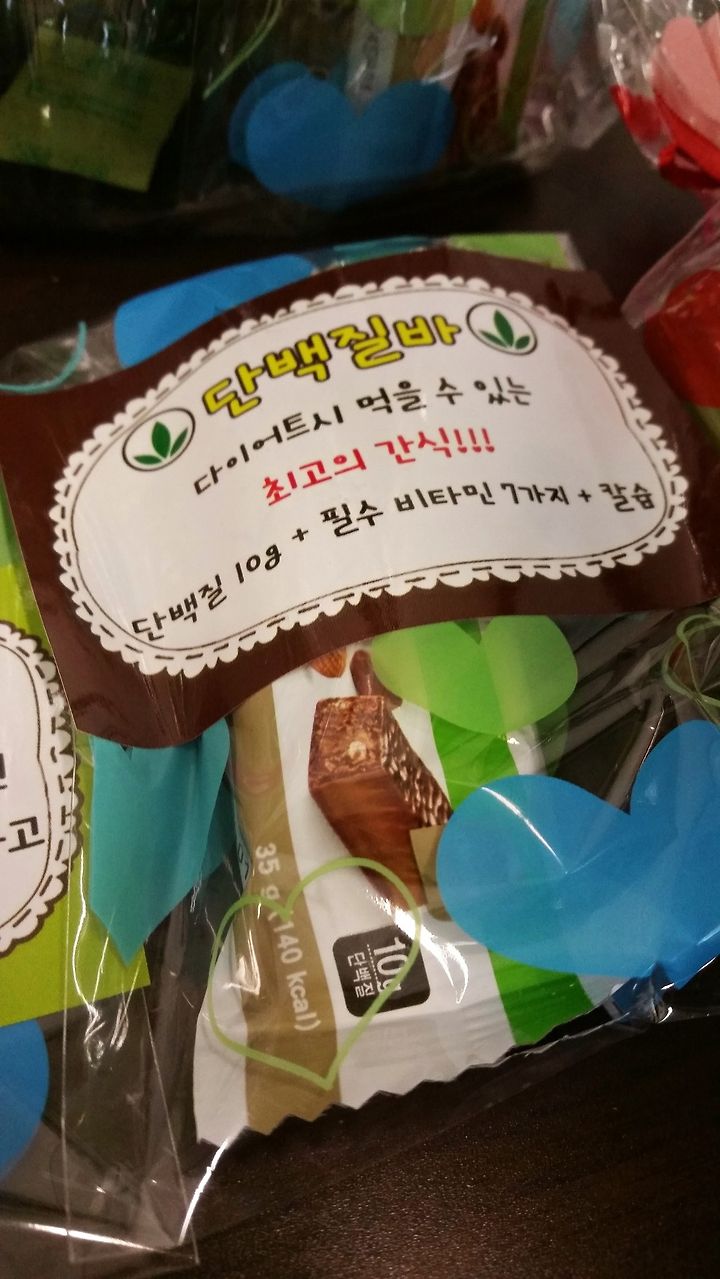 단백질바
다이어트시 먹을 수 있는
최고의 간식!!!
단백질 10g + 필수 비타민 7가지 + 칼슘
35 g (140 kcal)
10g
단백질
고